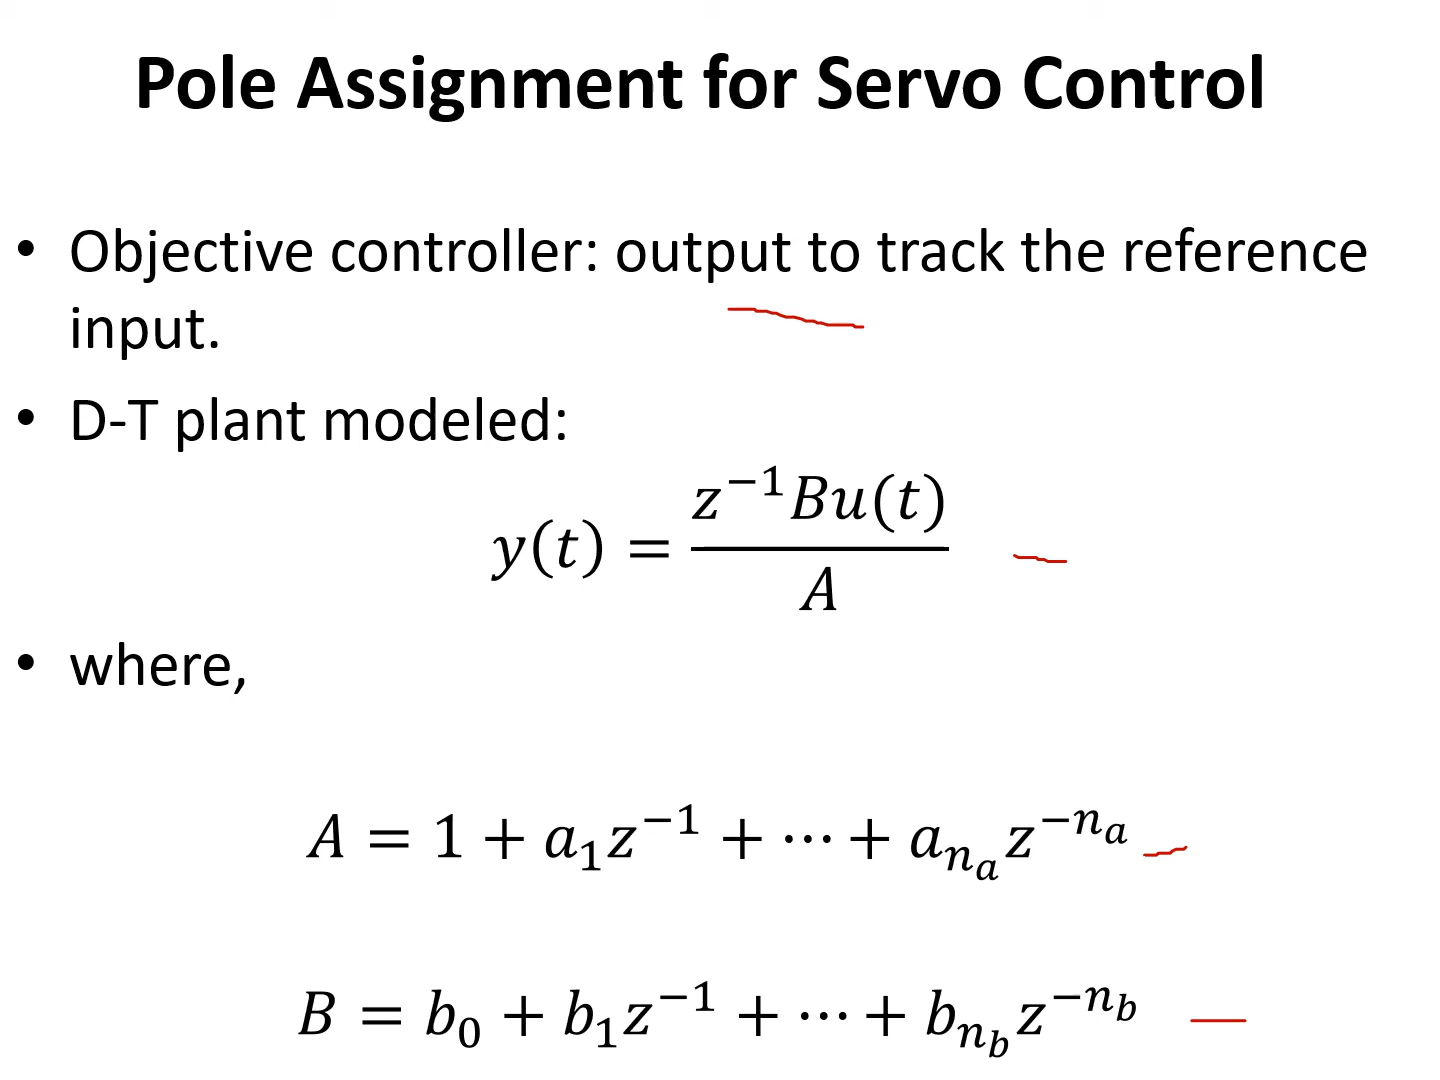 Pole Assignment for Servo Control
• Objective controller: output to track the reference
input.
• D-T plant modeled:
y(t) = \frac{z^{-1}Bu(t)}{A}
• where,
A = 1 + a_1z^{-1} + ⋯ + a_{n_a}z^{-n_a}
B = b_0 + b_1z^{-1} + ⋯ + b_{n_b}z^{-n_b}